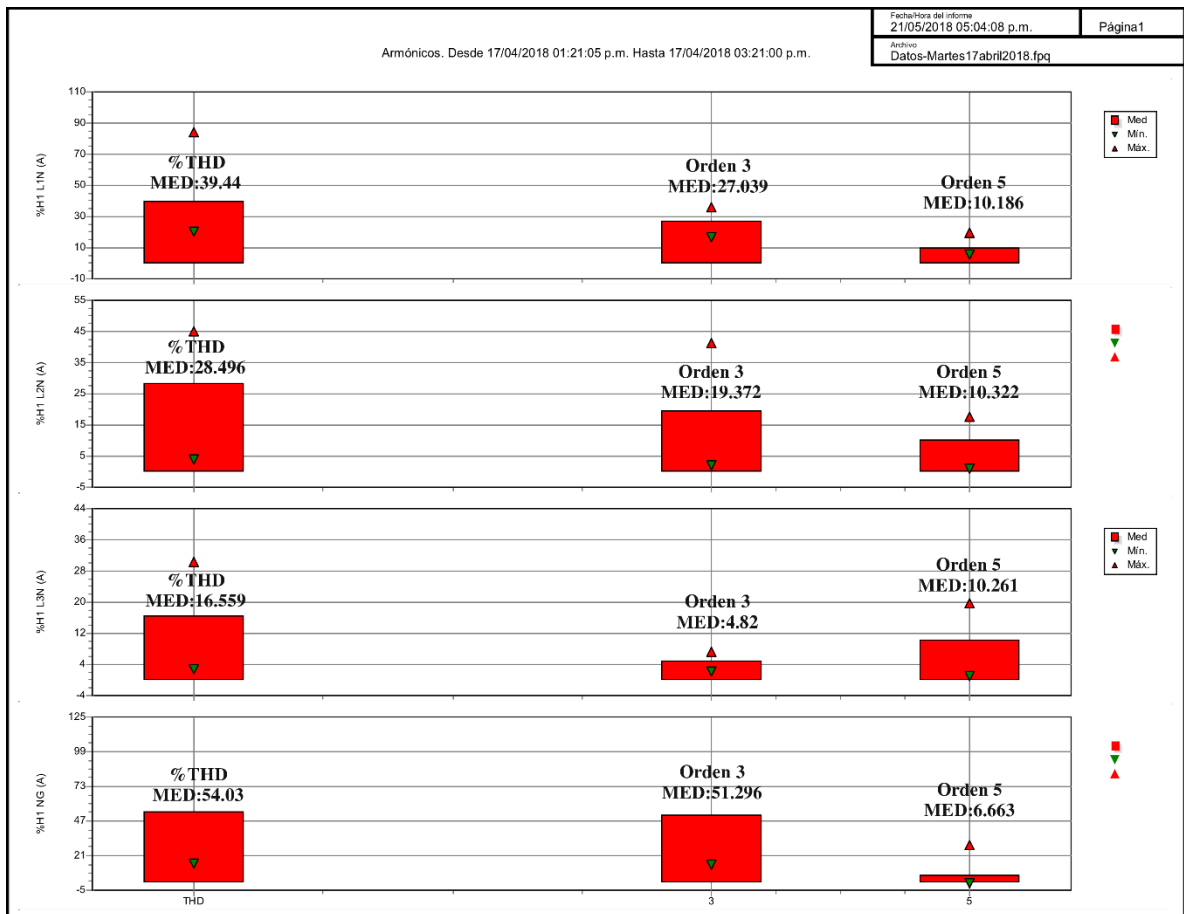 Fecha/Hora del informe
21/05/2018 05:04:08 p.m.
Página1
Archivo
Datos-Martes17abril2018.fpq
Armónicos. Desde 17/04/2018 01:21:05 p.m. Hasta 17/04/2018 03:21:00 p.m.
%H1 L1N (A)
110
90
70
50
30
10
-10
%THD
MED:39.44
Orden 3
MED:27.039
Orden 5
MED:10.186
Med
Mín.
Máx.
%H1 L2N (A)
55
45
35
25
15
5
-5
%THD
MED:28.496
Orden 3
MED:19.372
Orden 5
MED:10.322
%H1 L3N (A)
44
36
28
20
12
4
-4
%THD
MED:16.559
Orden 3
MED:4.82
Orden 5
MED:10.261
Med
Mín.
Máx.
%H1 NG (A)
125
99
73
47
21
-5
%THD
MED:54.03
Orden 3
MED:51.296
Orden 5
MED:6.663
THD
3
5